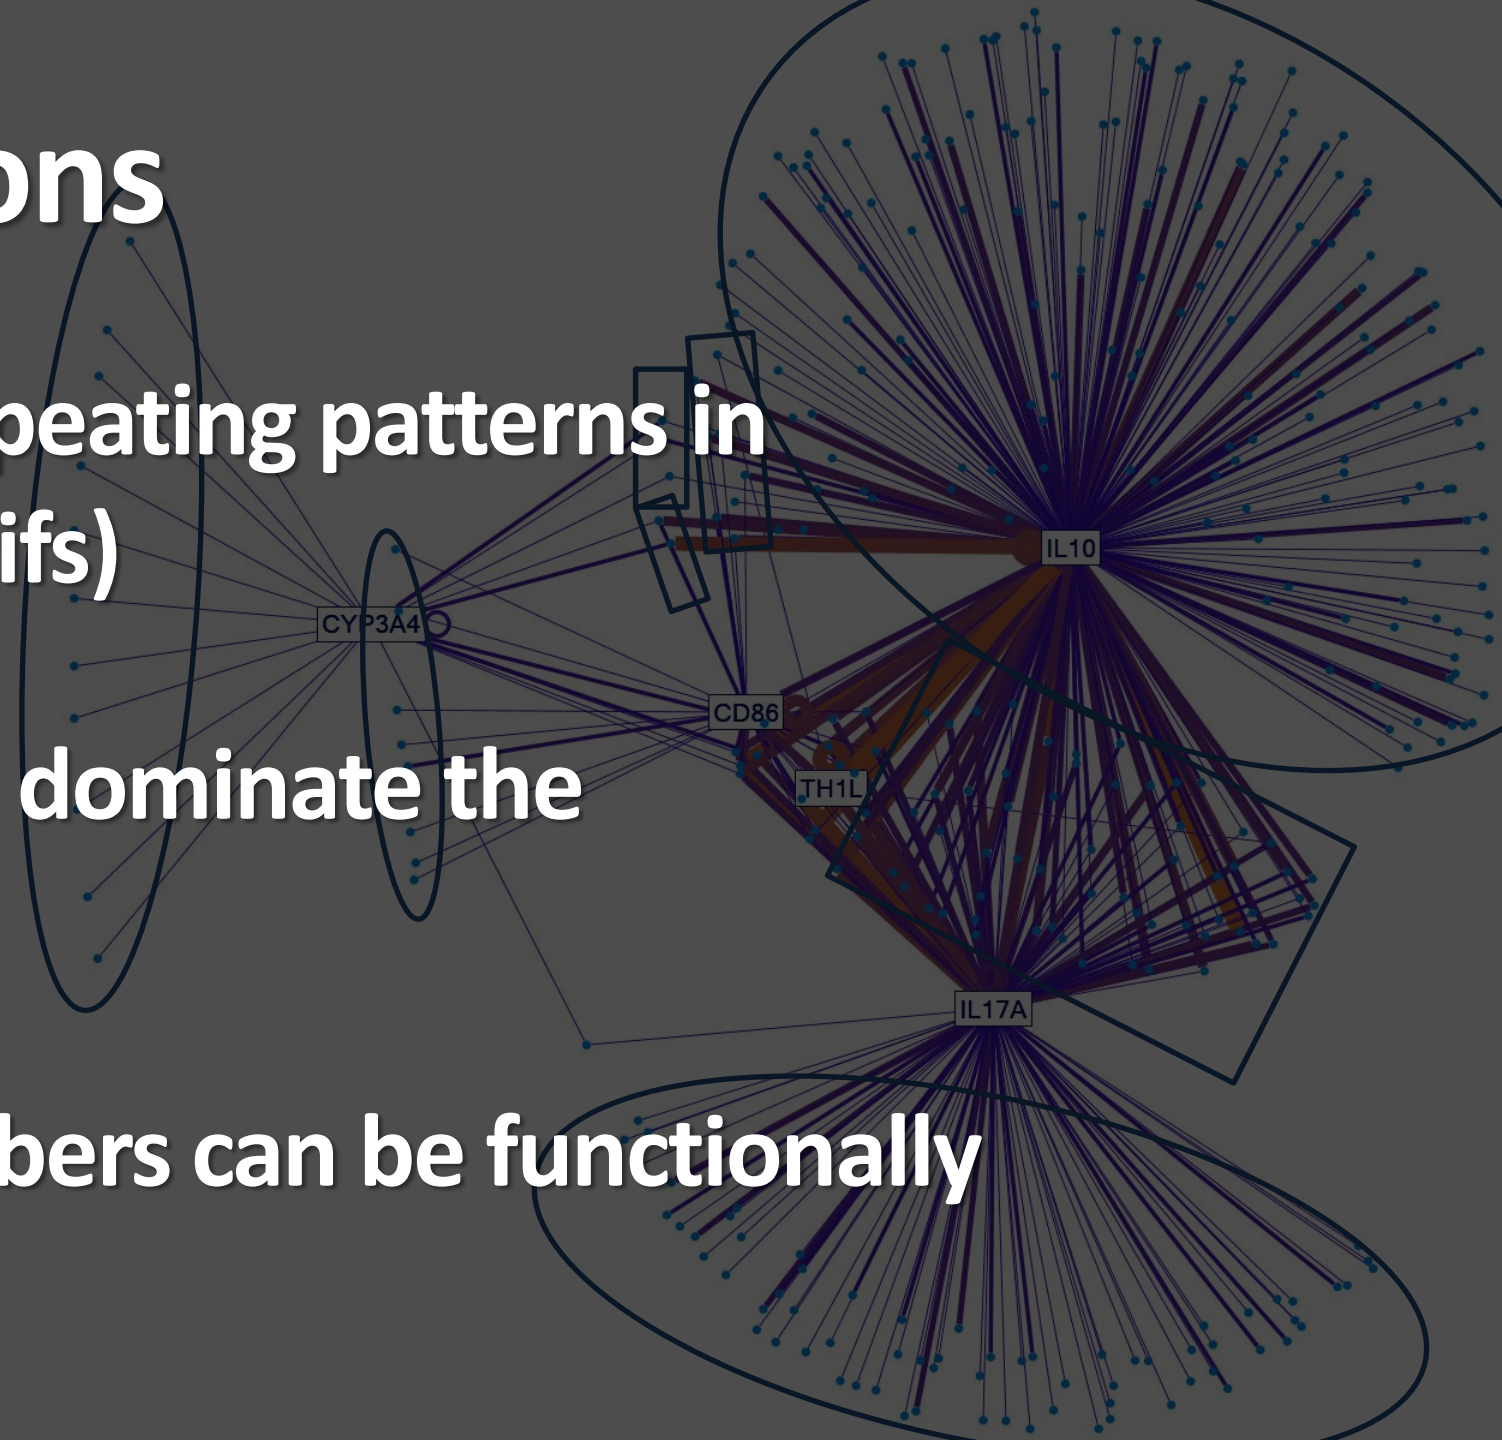 ons
peating patterns in
ifs)
dominate the
bers can be functionally
IL10
CYP3A4
CD86
TH1L
IL17A